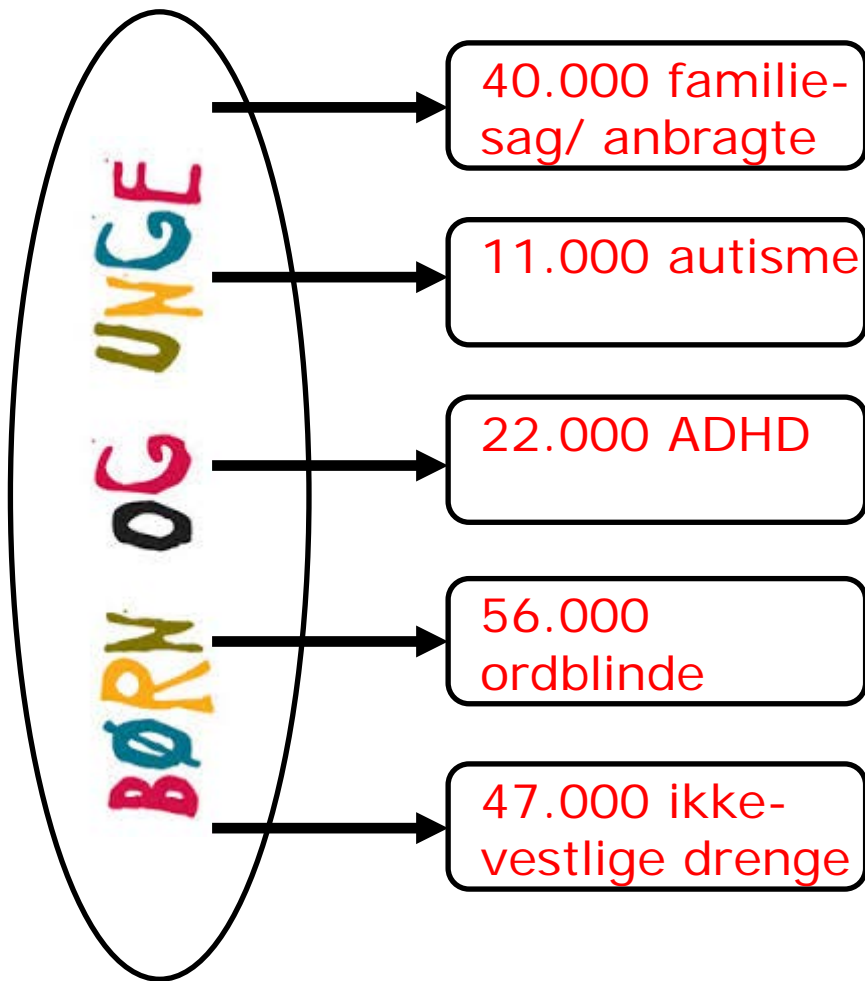 BØRN OG UNGE
40.000 familie-
sag/ anbragte
11.000 autisme
22.000 ADHD
56.000
ordblinde
47.000 ikke-
vestlige drenge